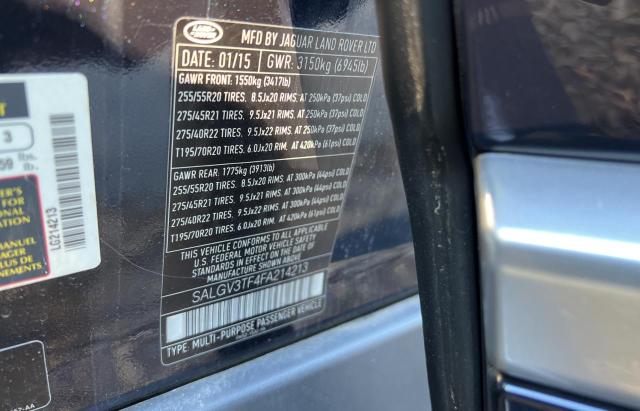 LAND ROVER
MFD BY JAGUAR LAND ROVER LTD
DATE: 01/15 GWR: 3150kg (6945lb)
GAWR FRONT: 1550kg (3417lb)
255/55R20 TIRES. 8.5Jx20 RIMS. AT 250kPa (37psi) COLD
275/45R21 TIRES. 9.5Jx21 RIMS. AT 250kPa (37psi) COLD
275/40R22 TIRES. 9.5Jx22 RIMS. AT 250kPa (37psi) COLD
T195/70R20 TIRES. 6.0Jx20 RIM. AT 420kPa (61psi) COLD
GAWR REAR: 1775kg (3913lb)
255/55R20 TIRES. 8.5Jx20 RIMS. AT 300kPa (44psi) COLD
275/45R21 TIRES. 9.5Jx21 RIMS. AT 300kPa (44psi) COLD
275/40R22 TIRES. 9.5Jx22 RIMS. AT 300kPa (44psi) COLD
T195/70R20 TIRES. 6.0Jx20 RIM. AT 420kPa (61psi) COLD
THIS VEHICLE CONFORMS TO ALL APPLICABLE
U.S. FEDERAL MOTOR VEHICLE SAFETY
STANDARDS IN EFFECT ON THE DATE OF
MANUFACTURE SHOWN ABOVE
SALGV3TF4FA214213
TYPE: MULTI-PURPOSE PASSENGER VEHICLE
3
lbs.
kg.
LG214213
MANUEL